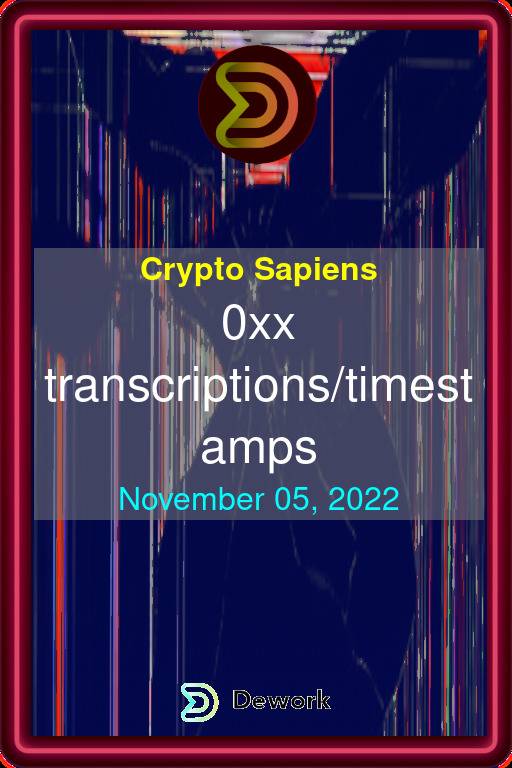 Crypto Sapiens
0xx
transcriptions/timest
amps
November 05, 2022
Dework